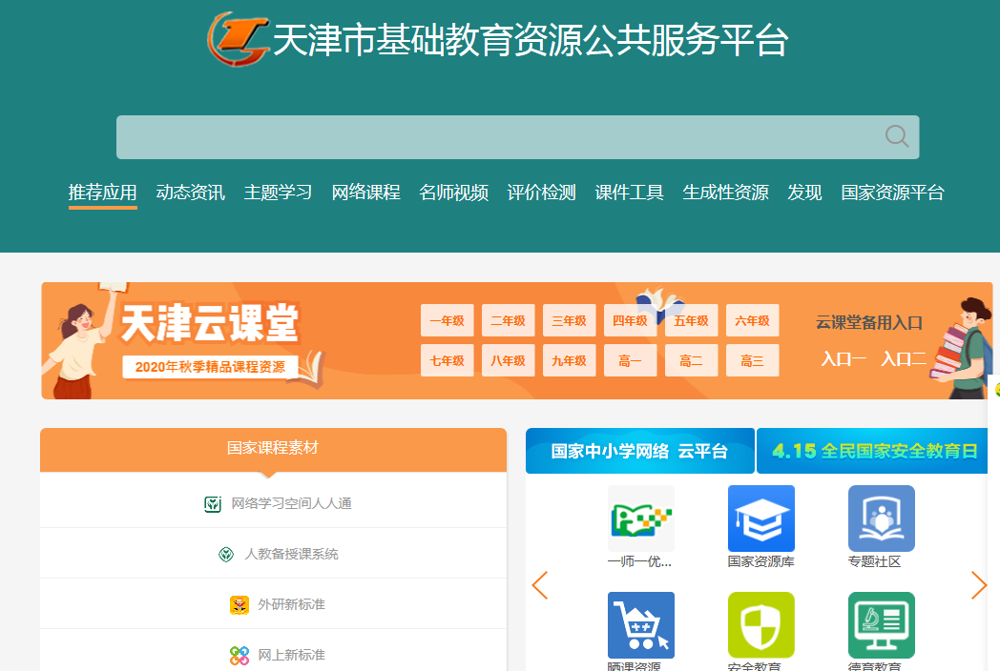 天津市基础教育资源公共服务平台
推荐应用 动态资讯 主题学习 网络课程 名师视频 评价检测 课件工具 生成性资源 发现 国家资源平台
天津云课堂
2020年秋季精品课程资源
一年级 二年级 三年级 四年级 五年级 六年级
七年级 八年级 九年级 高一 高二 高三
云课堂备用入口
入口一 入口二
国家课程素材
网络学习空间人人通
人教备授课系统
外研新标准
网上新标准
国家中小学网络 云平台
4.15 全民国家安全教育日
一师一优... 国家资源库 专题社区
晒课资源 安全教育 德育教育